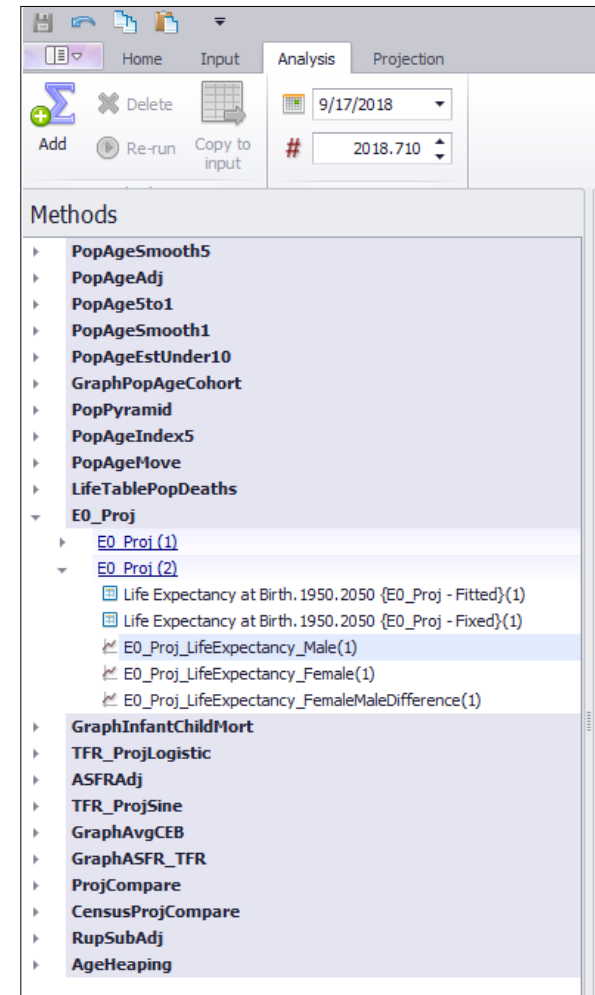 Home Input Analysis Projection
Delete 9/17/2018
Add Re-run Copy to input # 2018.710
Methods
PopAgeSmooth5
PopAgeAdj
PopAge5to1
PopAgeSmooth1
PopAgeEstUnder10
GraphPopAgeCohort
PopPyramid
PopAgeIndex5
PopAgeMove
LifeTablePopDeaths
E0_Proj
E0_Proj (1)
E0_Proj (2)
Life Expectancy at Birth.1950.2050 {E0_Proj - Fitted}(1)
Life Expectancy at Birth.1950.2050 {E0_Proj - Fixed}(1)
E0_Proj_LifeExpectancy_Male(1)
E0_Proj_LifeExpectancy_Female(1)
E0_Proj_LifeExpectancy_FemaleMaleDifference(1)
GraphInfantChildMort
TFR_ProjLogistic
ASFRAdj
TFR_ProjSine
GraphAvgCEB
GraphASFR_TFR
ProjCompare
CensusProjCompare
RupSubAdj
AgeHeaping